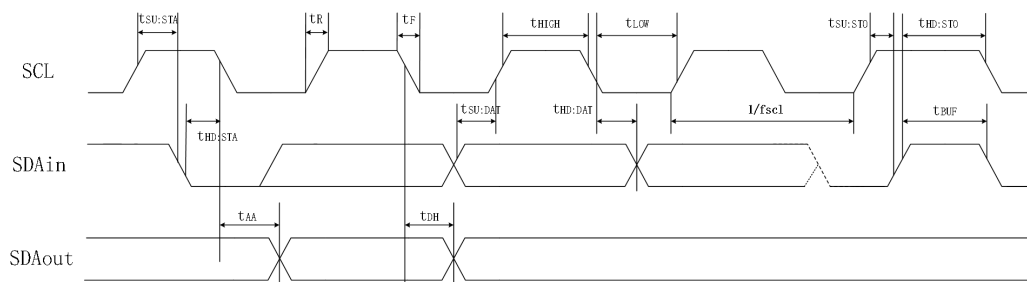 tSU:STA tR tF tHIGH tLOW tSU:STO tHD:STO
SCL
tHD:STA tSU:DAT tHD:DAT 1/fscl tBUF
SDAin
tAA tDH
SDAout